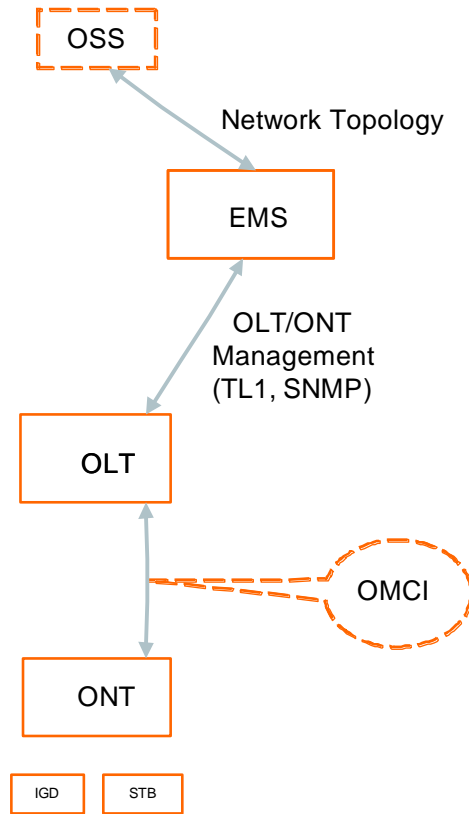 OSS
Network Topology
EMS
OLT/ONT
Management
(TL1, SNMP)
OLT
OMCI
ONT
IGD
STB